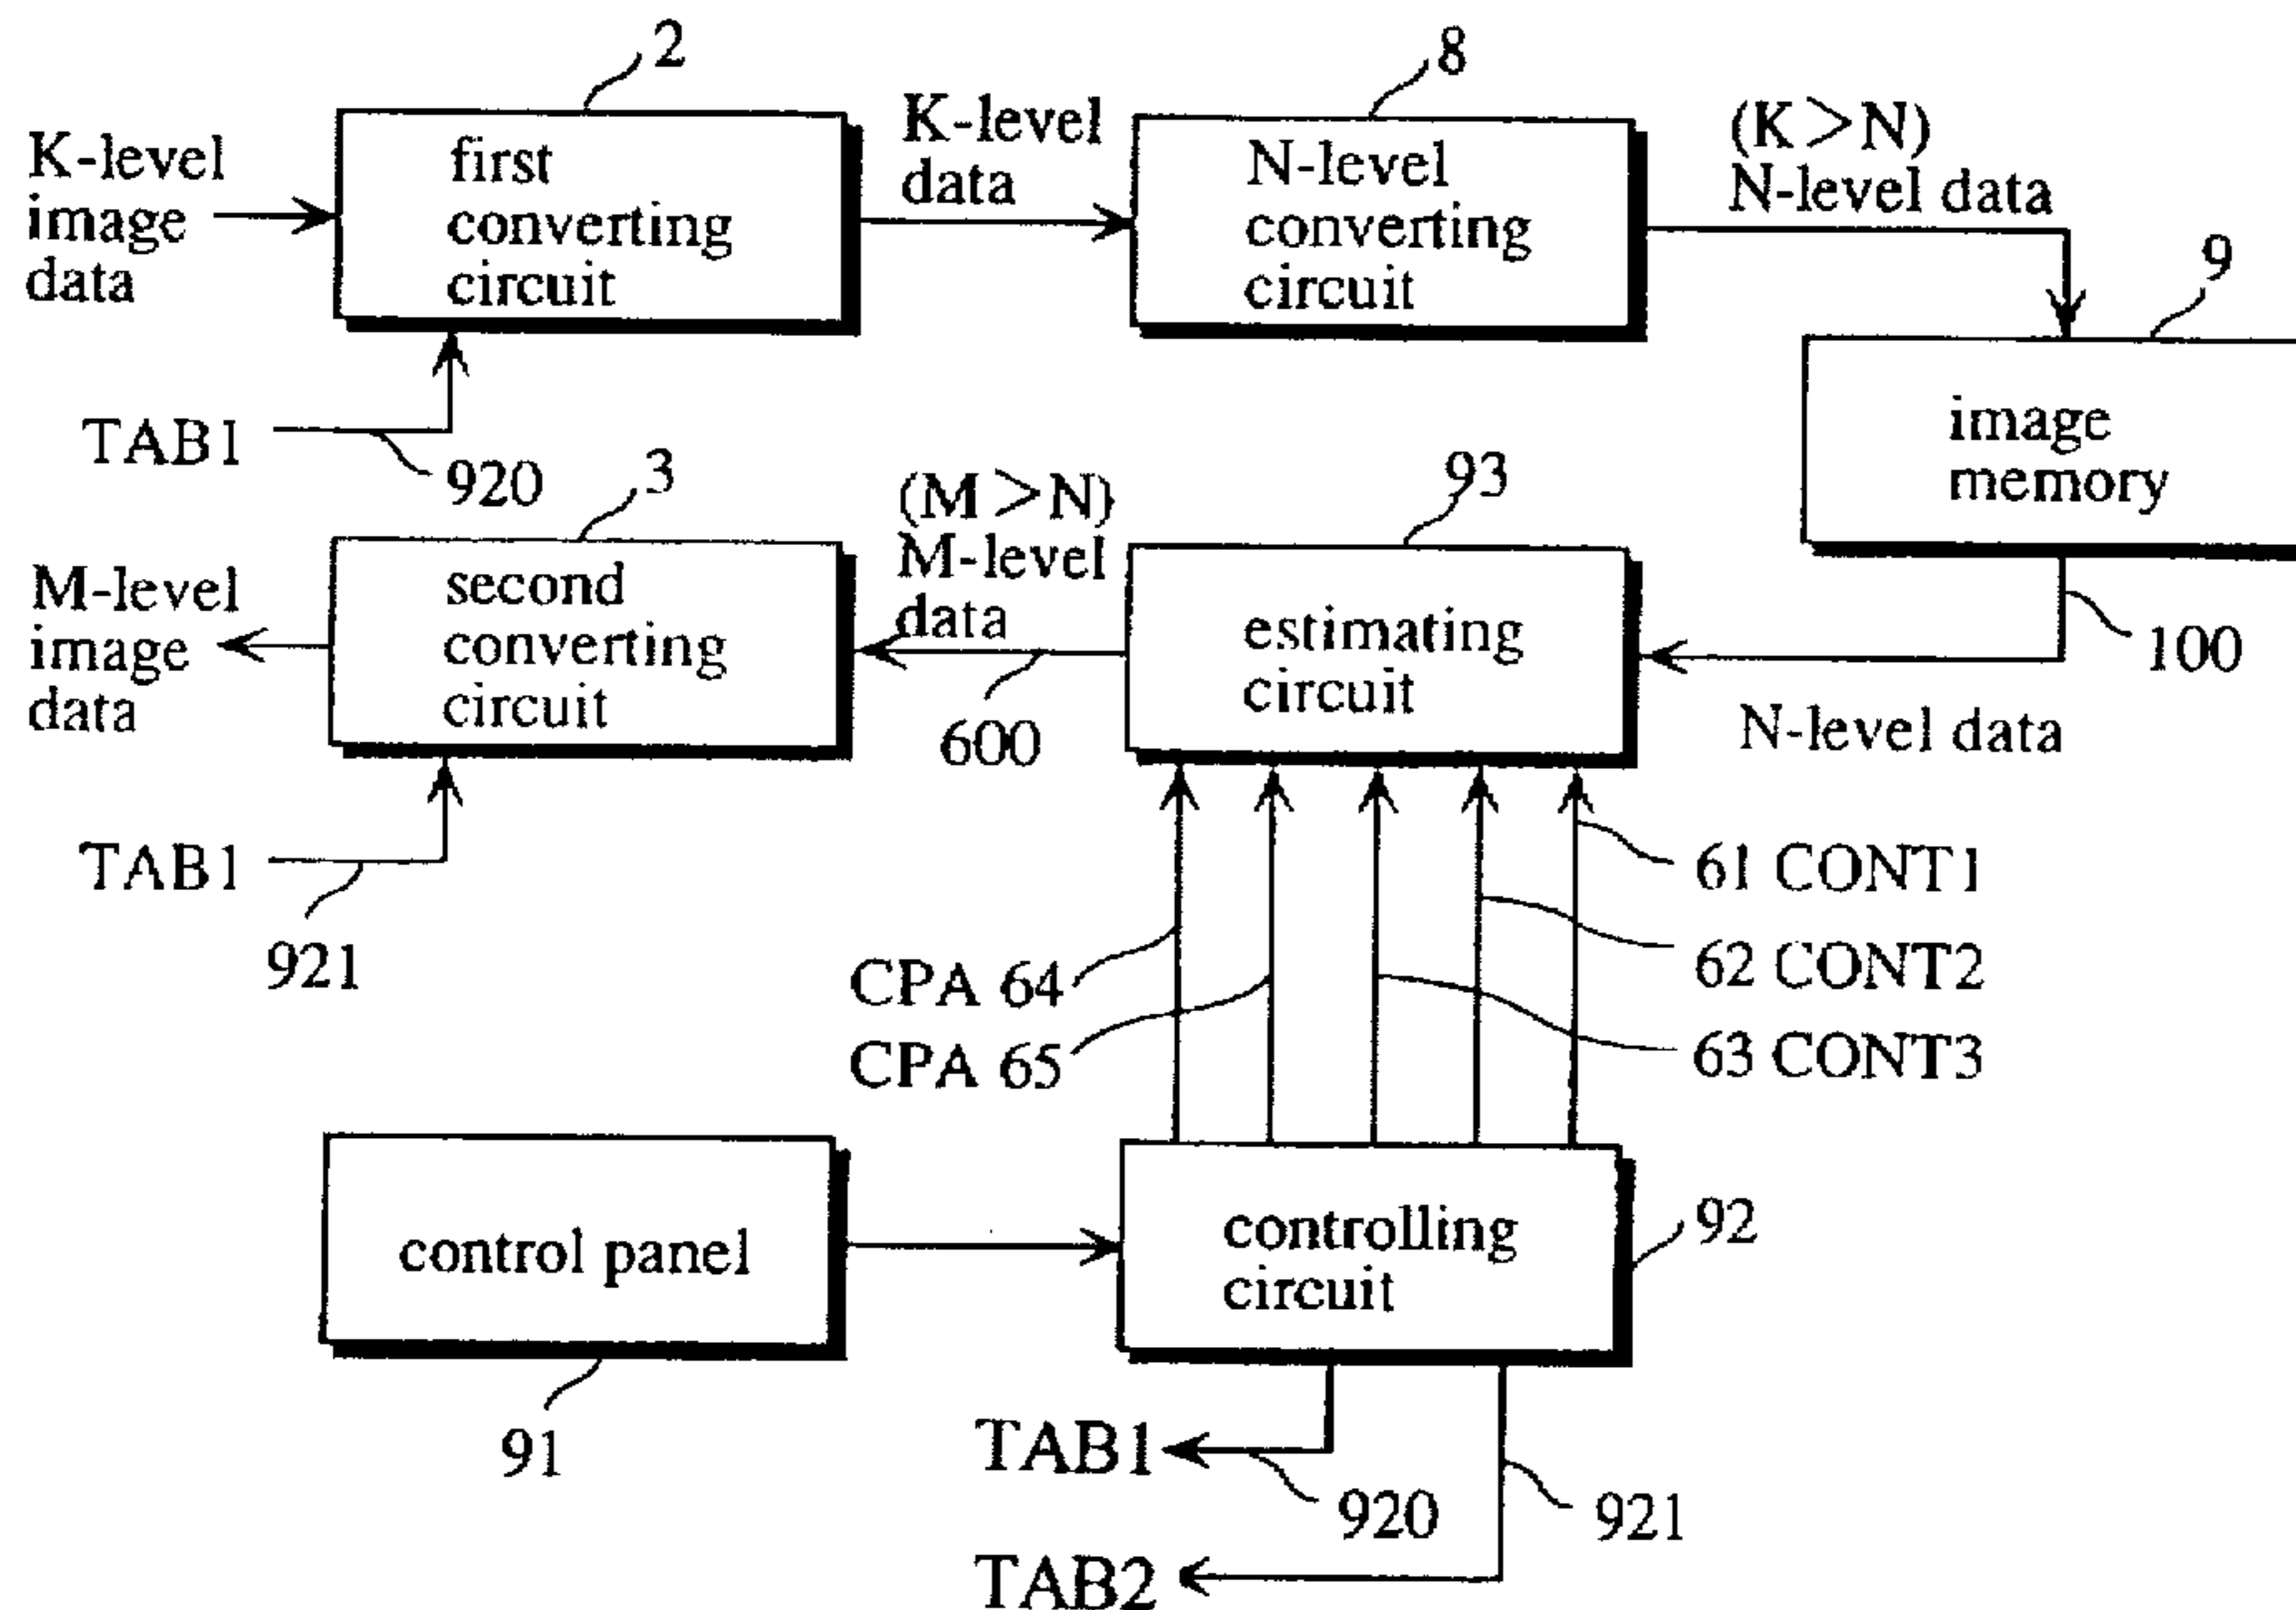 2
8
K-level
image
data
first
converting
circuit
K-level
data
N-level
converting
circuit
(K>N)
N-level data
9
TAB1
920
image
memory
3
(M>N)
M-level
data
93
M-level
image
data
second
converting
circuit
600
estimating
circuit
100
N-level data
TAB1
921
61 CONT1
62 CONT2
63 CONT3
CPA 64
CPA 65
control panel
91
controlling
circuit
92
TAB1
920
921
TAB2